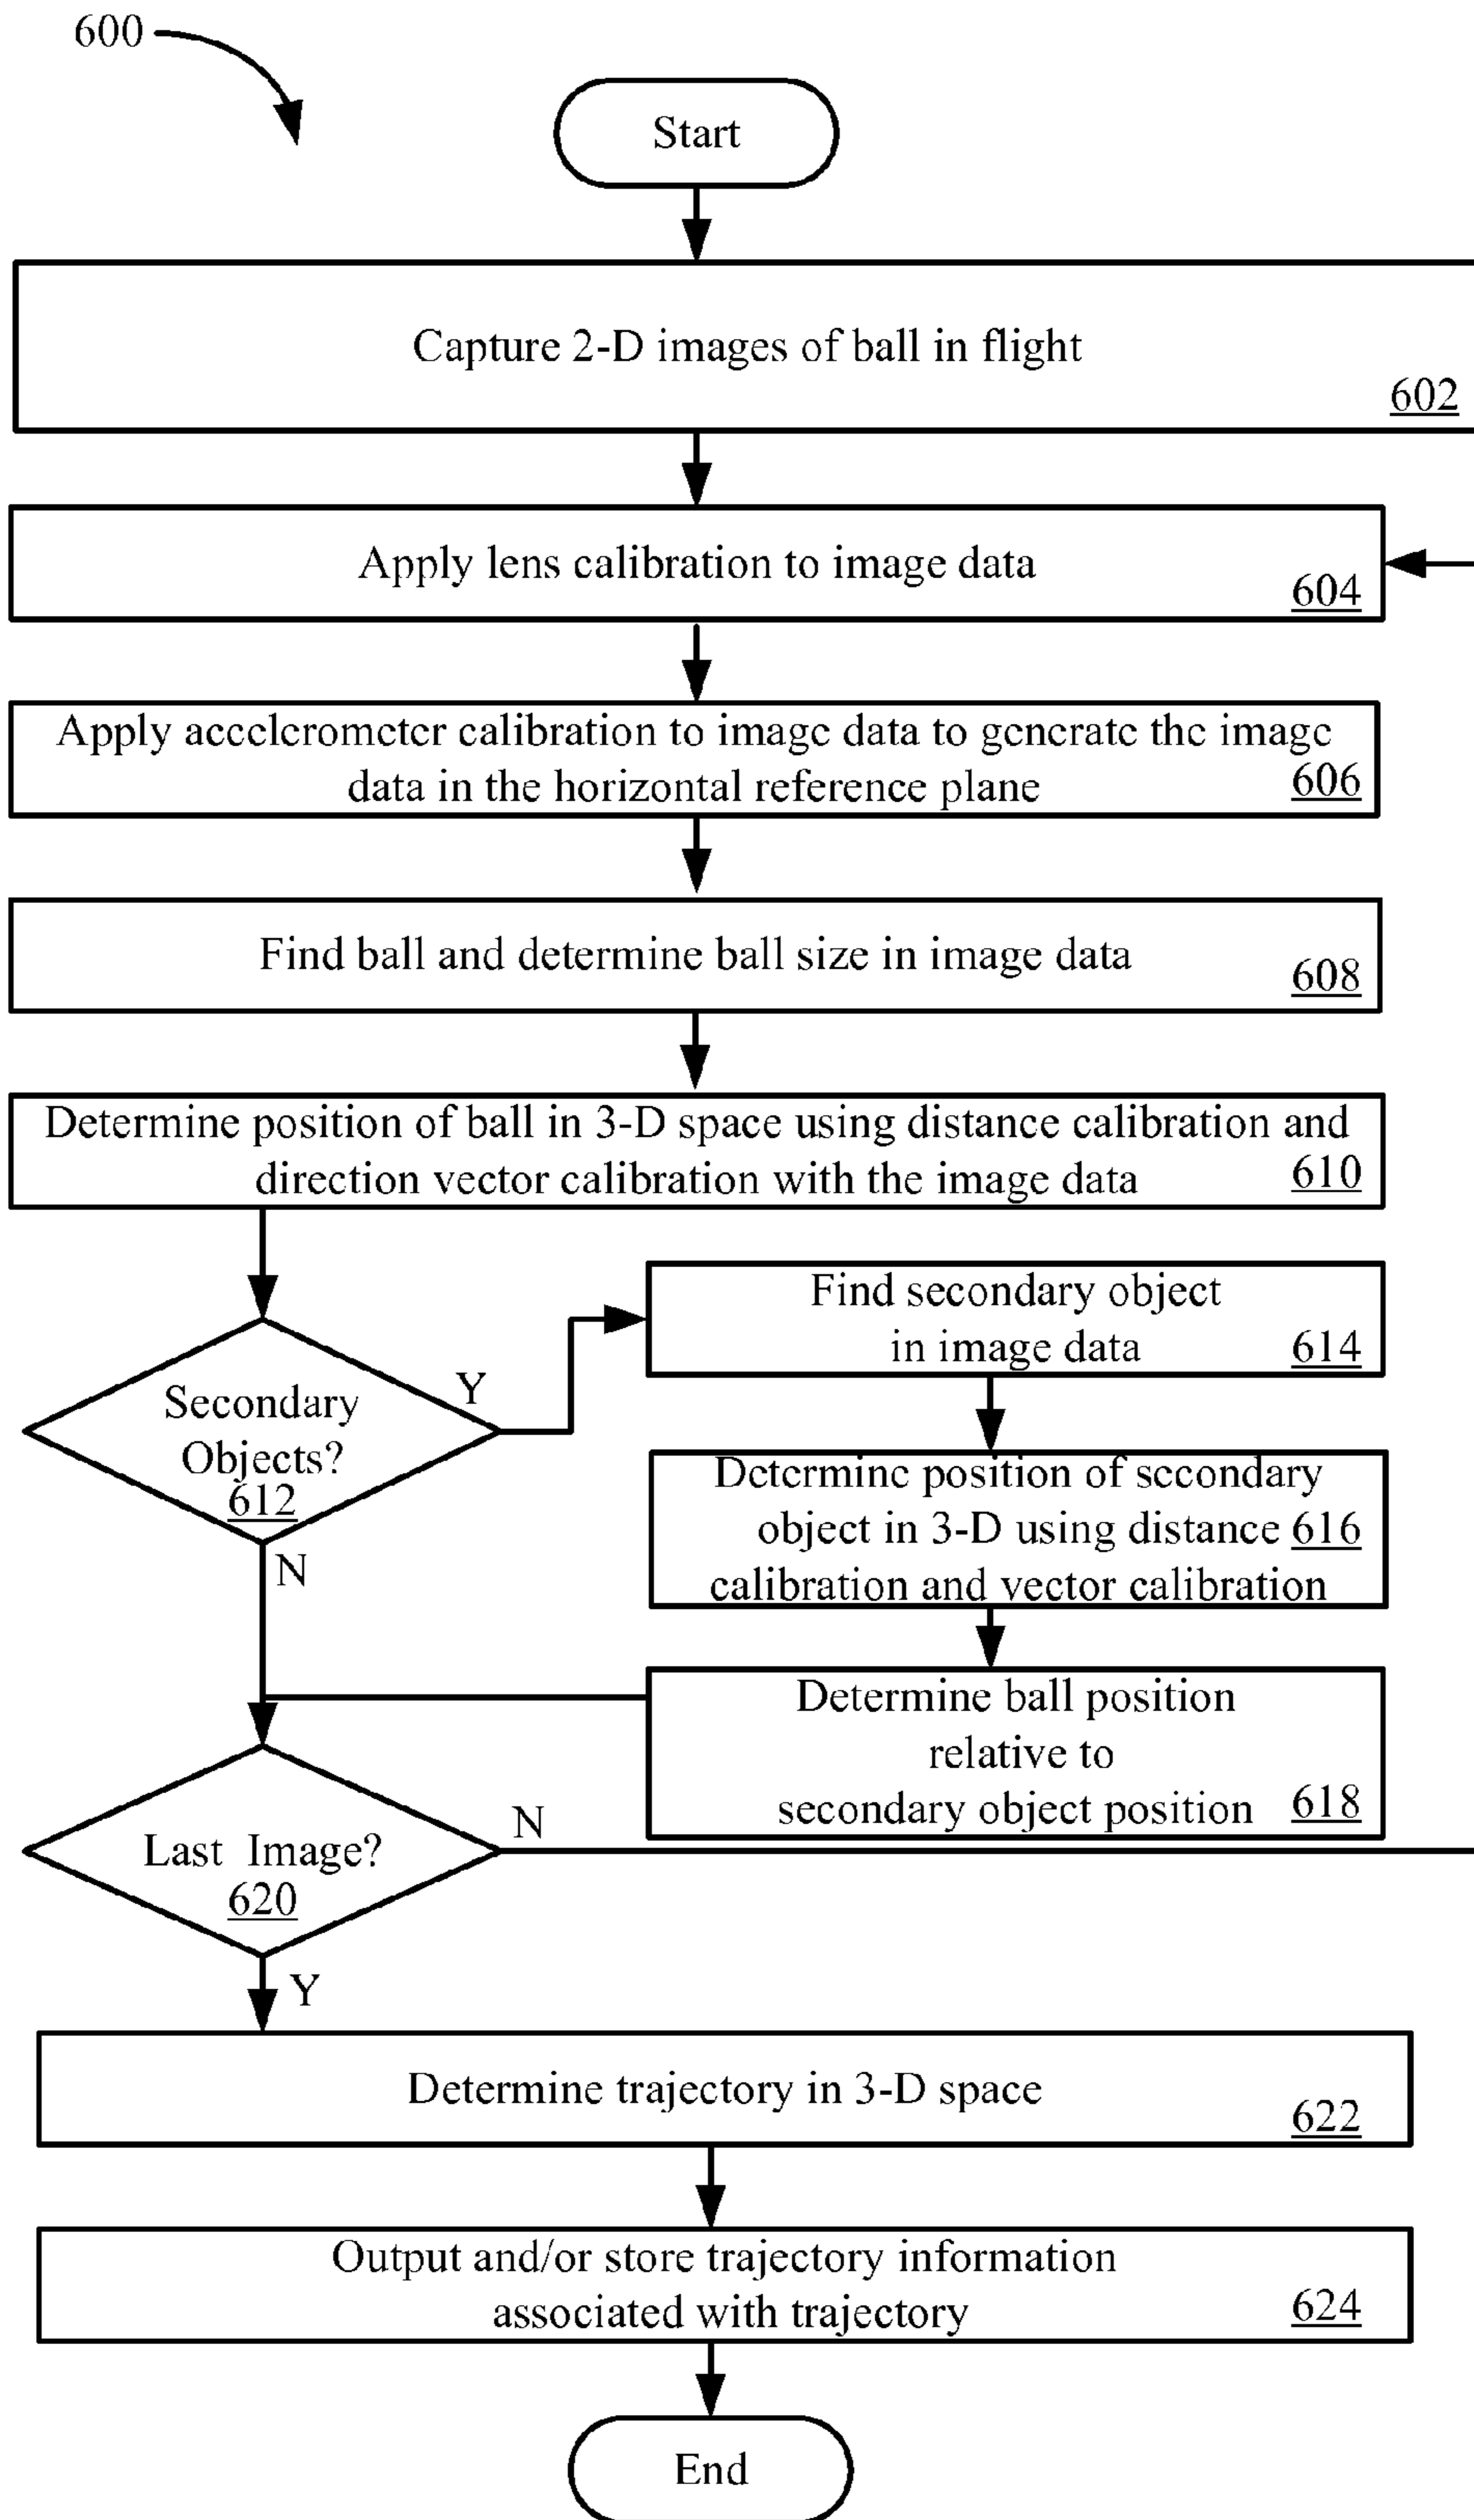 600
Start
Capture 2-D images of ball in flight
602
Apply lens calibration to image data
604
Apply accelerometer calibration to image data to generate the image
data in the horizontal reference plane
606
Find ball and determine ball size in image data
608
Determine position of ball in 3-D space using distance calibration and
direction vector calibration with the image data
610
Secondary
Objects?
612
Y
N
Find secondary object
in image data
614
Determine position of secondary
object in 3-D using distance 616
calibration and vector calibration
Determine ball position
relative to
secondary object position 618
Last Image?
620
N
Y
Determine trajectory in 3-D space
622
Output and/or store trajectory information
associated with trajectory
624
End